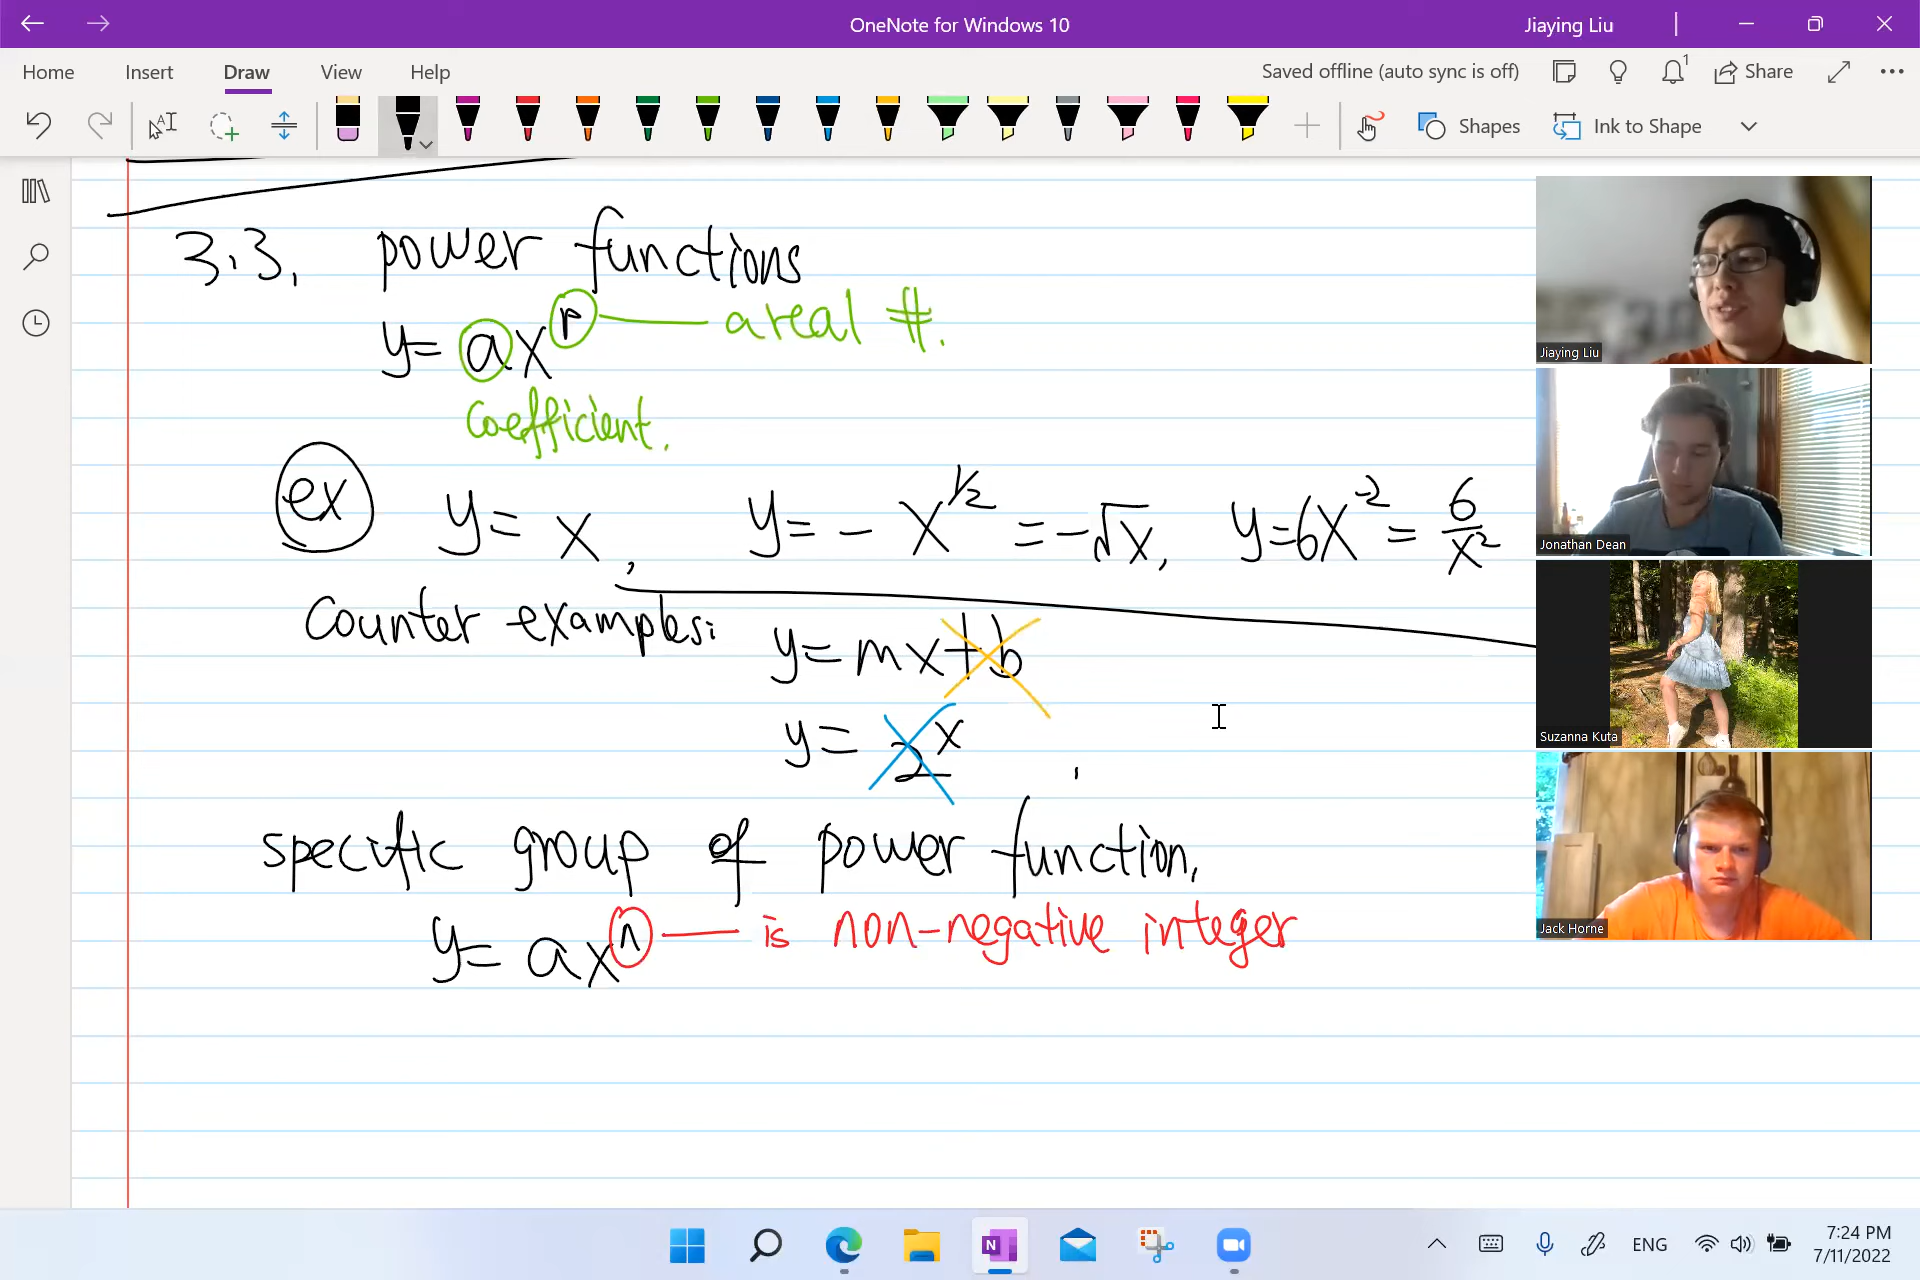 OneNote for Windows 10
Jiaying Liu
Home Insert Draw View Help
Saved offline (auto sync is off)
1
Share
Shapes
Ink to Shape
3.3. power functions
y= ax^r — a real #.
coefficient.
ex y= x, y= - x^1/2 = -√x, y=6x^-2 = 6/x^2
Counter examples: y= mx+b
y= 2^x
specific group of power function.
y= ax^n — is non-negative integer
Jiaying Liu
Jonathan Dean
Suzanna Kuta
Jack Horne
N
ENG
7:24 PM
7/11/2022